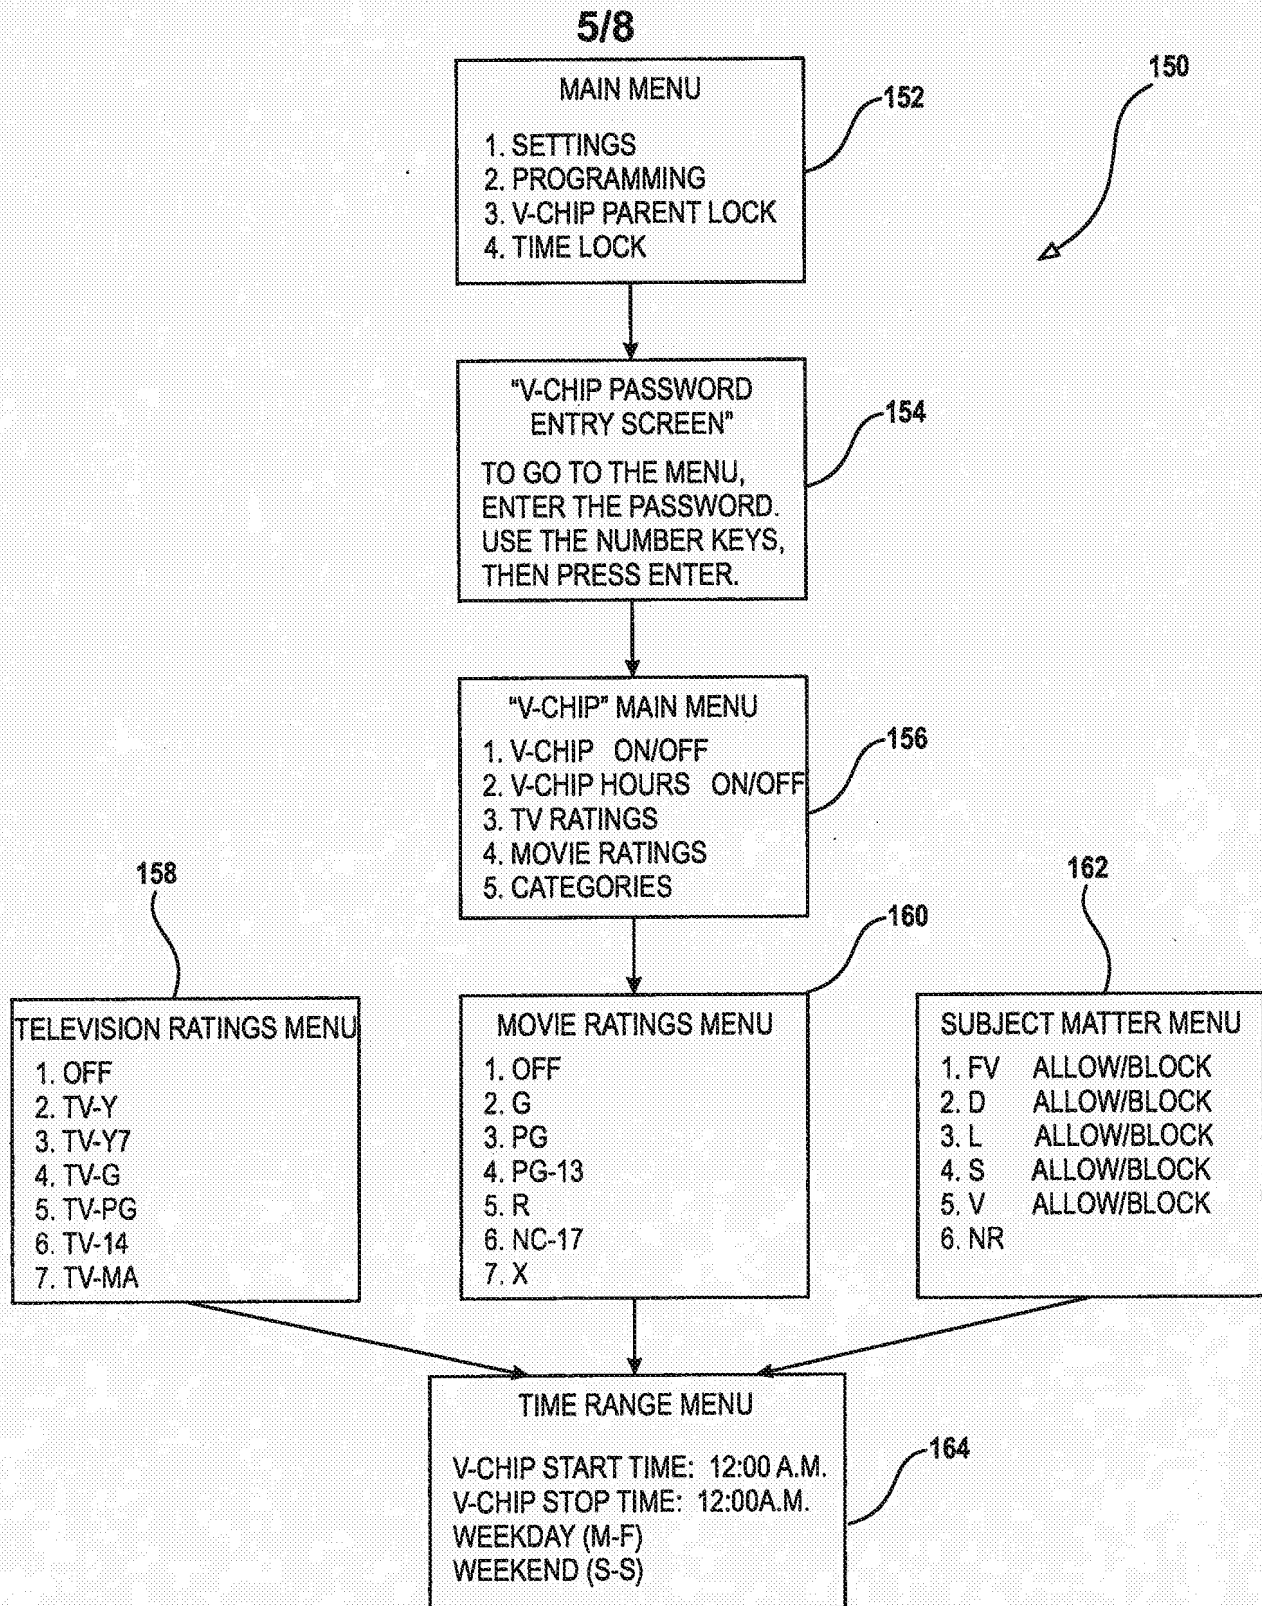 5/8
150
MAIN MENU
152
1. SETTINGS
2. PROGRAMMING
3. V-CHIP PARENT LOCK
4. TIME LOCK
"V-CHIP PASSWORD
ENTRY SCREEN"
154
TO GO TO THE MENU,
ENTER THE PASSWORD.
USE THE NUMBER KEYS,
THEN PRESS ENTER.
"V-CHIP" MAIN MENU
156
1. V-CHIP ON/OFF
2. V-CHIP HOURS ON/OFF
3. TV RATINGS
4. MOVIE RATINGS
5. CATEGORIES
158
TELEVISION RATINGS MENU
1. OFF
2. TV-Y
3. TV-Y7
4. TV-G
5. TV-PG
6. TV-14
7. TV-MA
160
MOVIE RATINGS MENU
1. OFF
2. G
3. PG
4. PG-13
5. R
6. NC-17
7. X
162
SUBJECT MATTER MENU
1. FV ALLOW/BLOCK
2. D ALLOW/BLOCK
3. L ALLOW/BLOCK
4. S ALLOW/BLOCK
5. V ALLOW/BLOCK
6. NR
TIME RANGE MENU
164
V-CHIP START TIME: 12:00 A.M.
V-CHIP STOP TIME: 12:00A.M.
WEEKDAY (M-F)
WEEKEND (S-S)